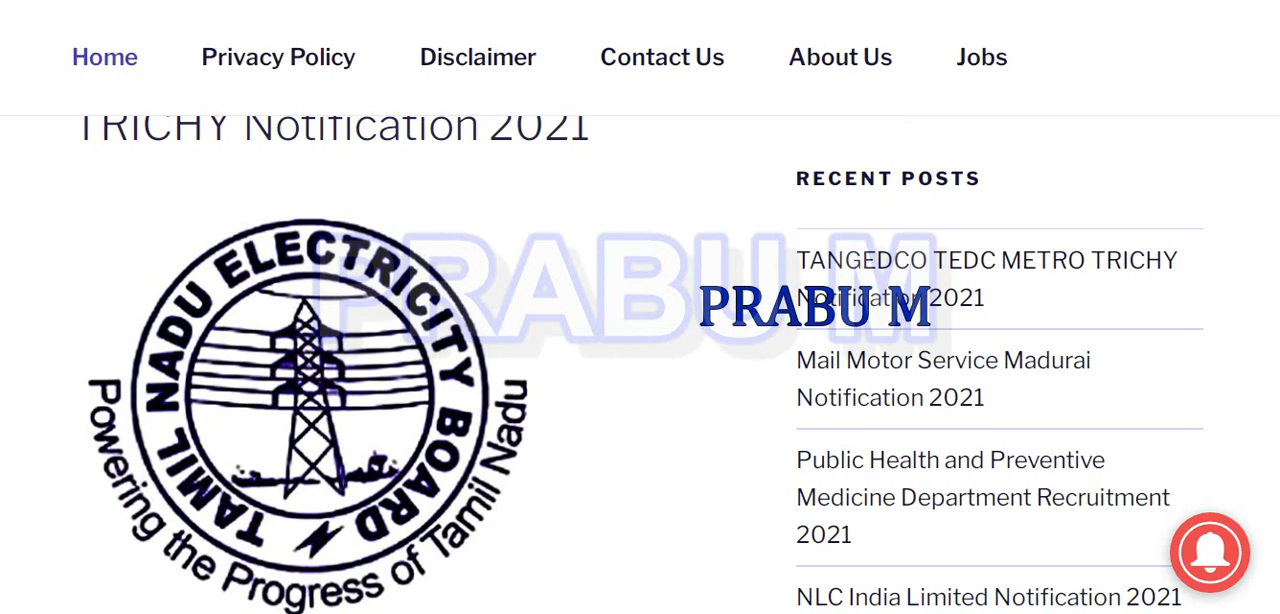 Home Privacy Policy Disclaimer Contact Us About Us Jobs
TRICHY Notification 2021
TAMIL NADU ELECTRICITY BOARD
Powering the Progress of Tamil Nadu
PRABU M
PRABU M
RECENT POSTS
TANGEDCO TEDC METRO TRICHY
Notification 2021
Mail Motor Service Madurai
Notification 2021
Public Health and Preventive
Medicine Department Recruitment
2021
NLC India Limited Notification 2021